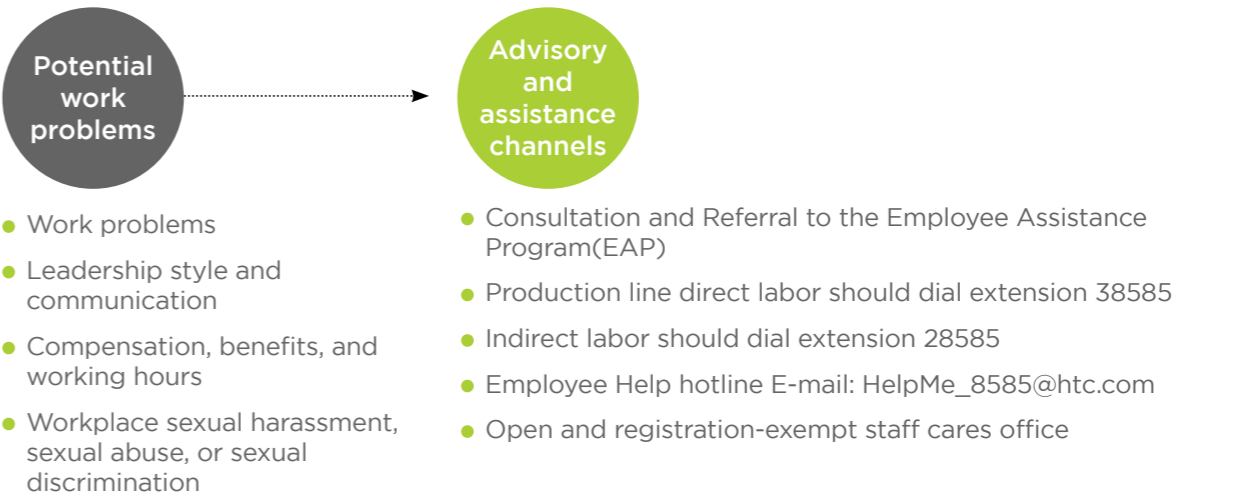 Potential
work
problems
Advisory
and
assistance
channels
Work problems
Leadership style and
communication
Compensation, benefits, and
working hours
Workplace sexual harassment,
sexual abuse, or sexual
discrimination
Consultation and Referral to the Employee Assistance
Program(EAP)
Production line direct labor should dial extension 38585
Indirect labor should dial extension 28585
Employee Help hotline E-mail: HelpMe_8585@htc.com
Open and registration-exempt staff cares office